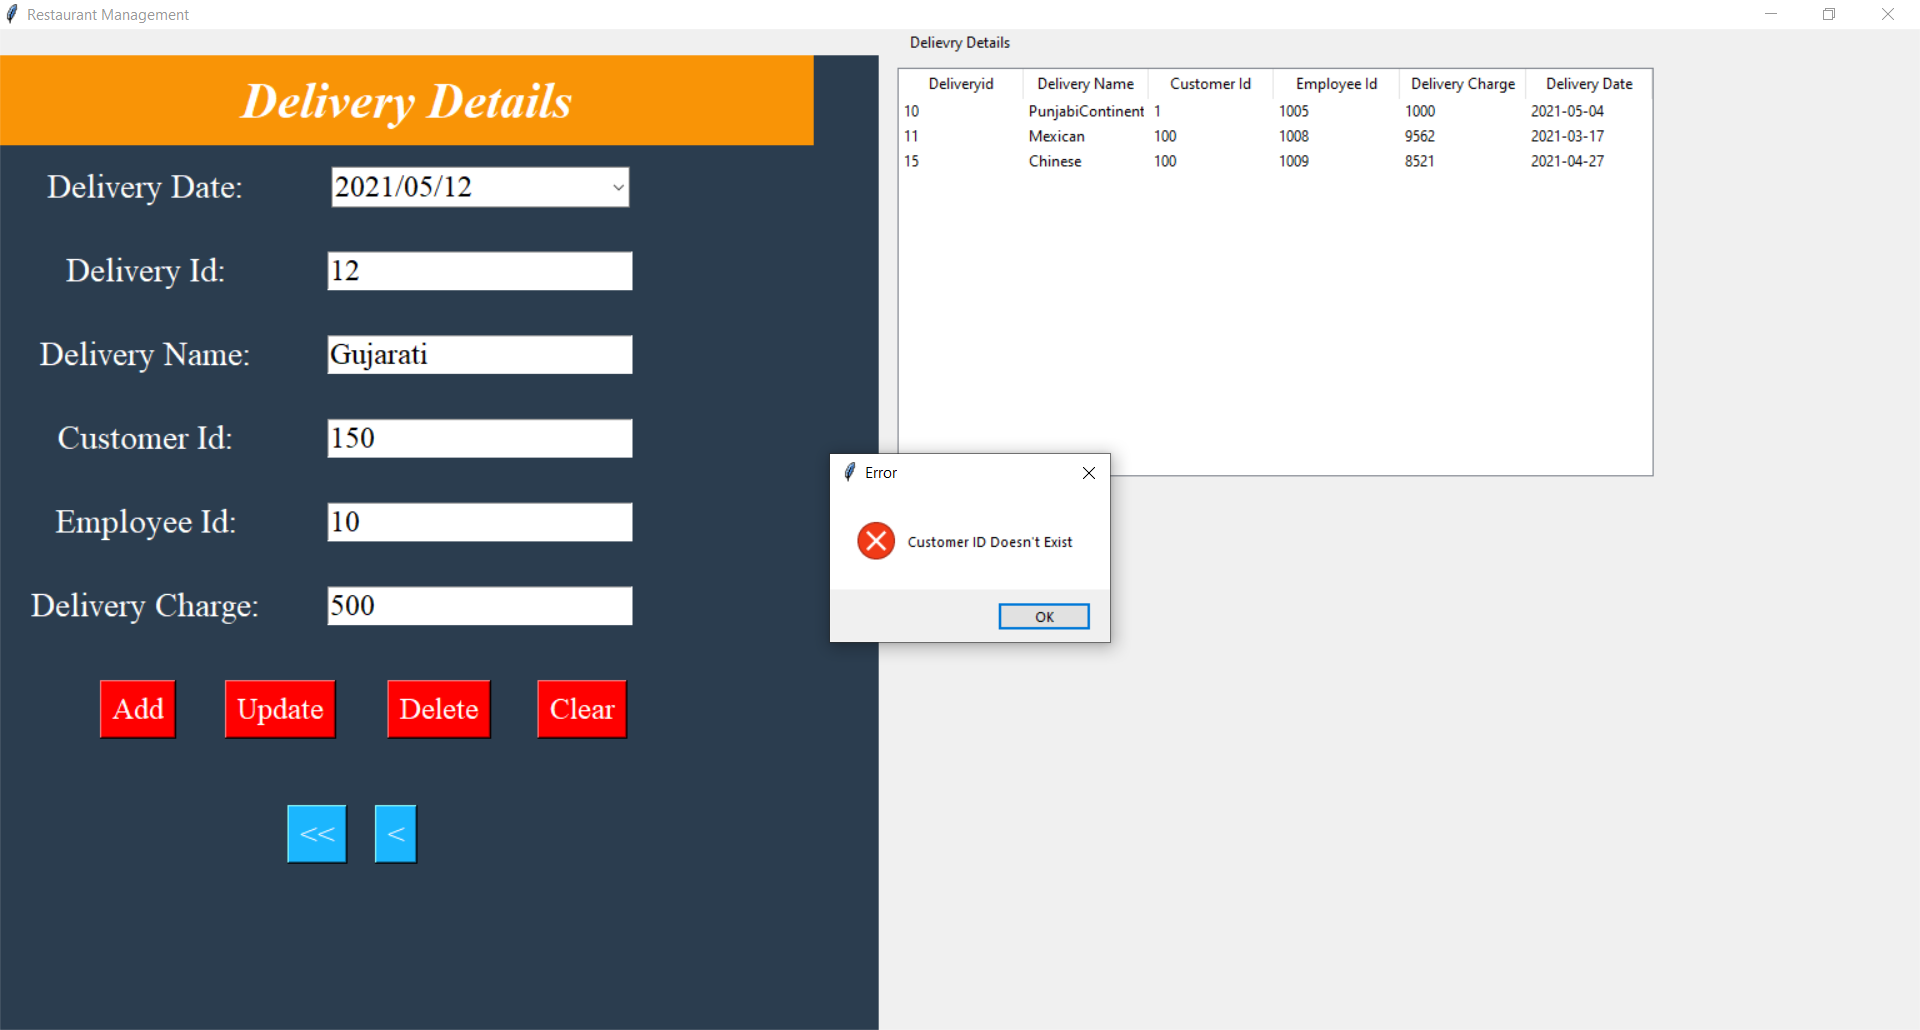 Restaurant Management
Delivery Details
Delivery Date: 2021/05/12
Delivery Id: 12
Delivery Name: Gujarati
Customer Id: 150
Employee Id: 10
Delivery Charge: 500
Add Update Delete Clear
<< <
Delievry Details
Deliveryid Delivery Name Customer Id Employee Id Delivery Charge Delivery Date
10 PunjabiContinent 1 1005 1000 2021-05-04
11 Mexican 100 1008 9562 2021-03-17
15 Chinese 100 1009 8521 2021-04-27
Error
Customer ID Doesn't Exist
OK